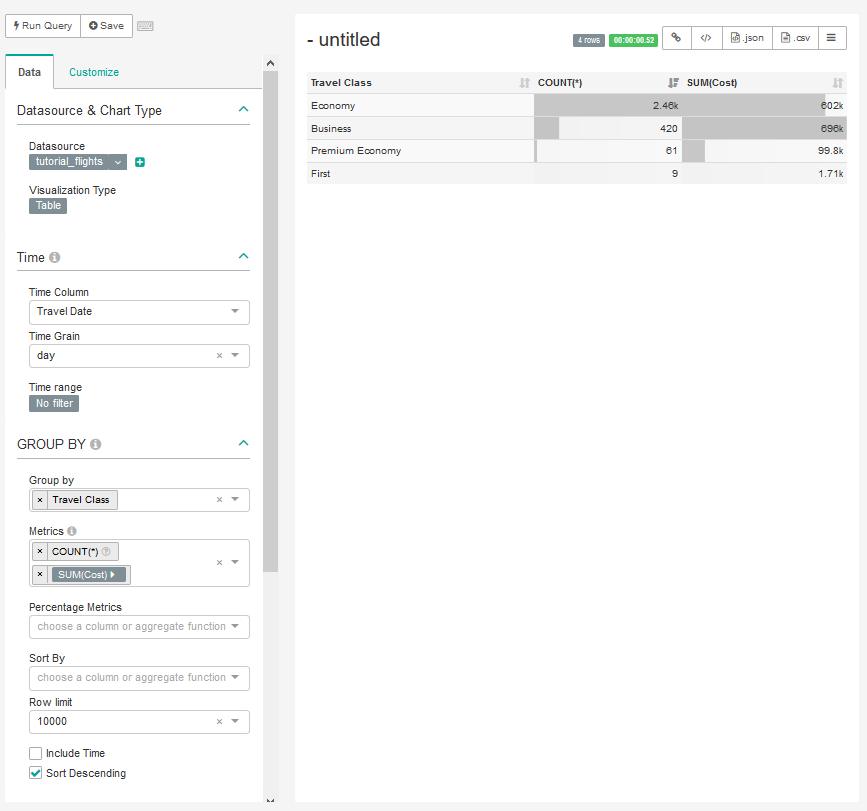 Run Query Save
- untitled
4 rows 00:00:00.52 .json .csv
Data Customize
Datasource & Chart Type
Datasource
tutorial_flights
Visualization Type
Table
Time
Time Column
Travel Date
Time Grain
day
Time range
No filter
GROUP BY
Group by
× Travel Class
Metrics
× COUNT(*)
× SUM(Cost)
Percentage Metrics
choose a column or aggregate function
Sort By
choose a column or aggregate function
Row limit
10000
Include Time
Sort Descending
Travel Class COUNT(*) SUM(Cost)
Economy 2.46k 602k
Business 420 696k
Premium Economy 61 99.8k
First 9 1.71k